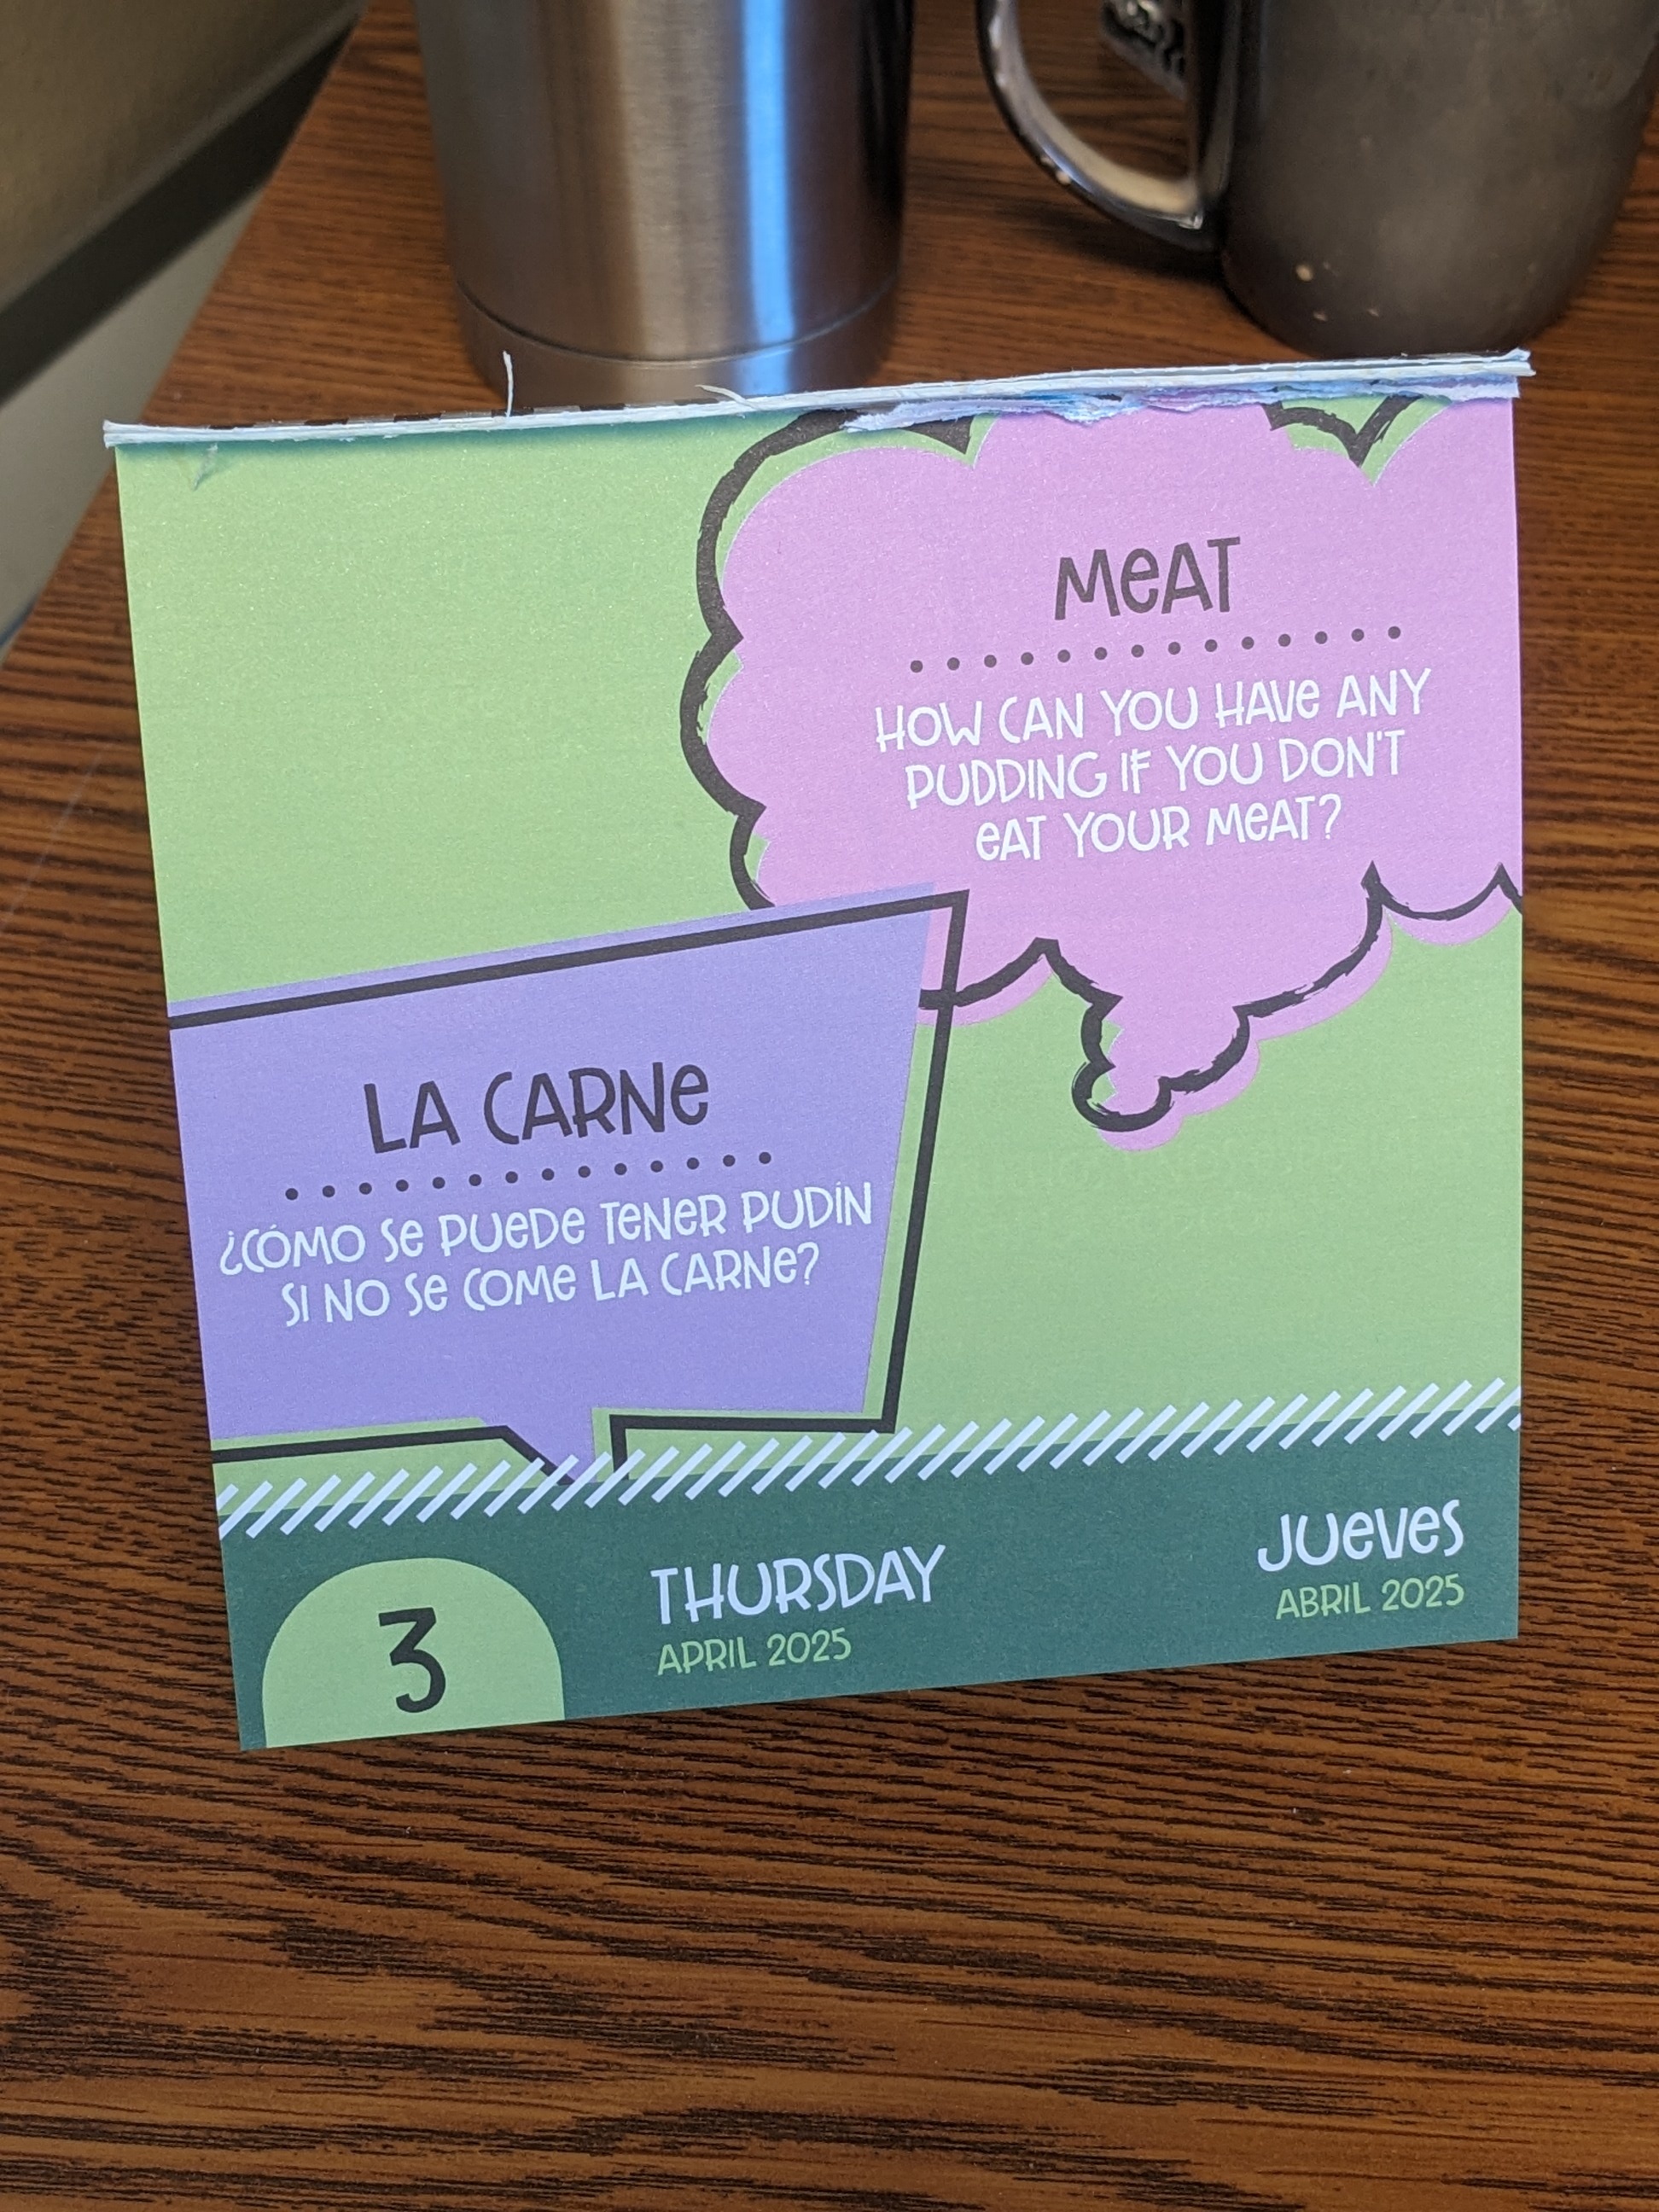 MEAT
HOW CAN YOU HAVE ANY
PUDDING IF YOU DON'T
EAT YOUR MEAT?
LA CARNE
¿CÓMO SE PUEDE TENER PUDÍN
SI NO SE COME LA CARNE?
3
THURSDAY
APRIL 2025
JUEVES
ABRIL 2025